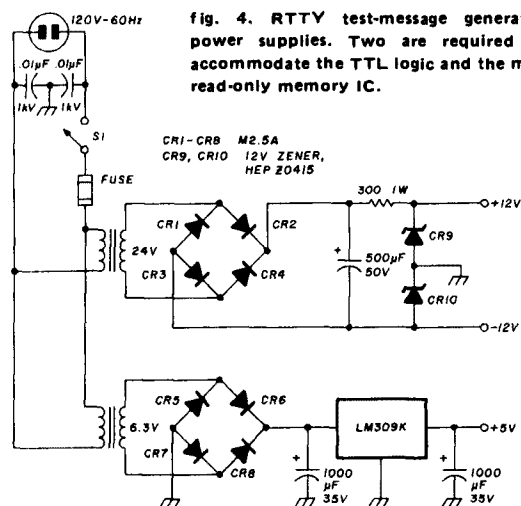 120V-60Hz
fig. 4. RTTY test-message genera
power supplies. Two are required
accommodate the TTL logic and the m
read-only memory IC.
.01µF .01µF
1kV 1kV
S1
FUSE
CR1-CR8 M2.5A
CR9, CR10 12V ZENER,
HEP Z0415
300 1W
+12V
CR1
CR2
24V
CR3
CR4
+
500µF
50V
CR9
CR10
-12V
CR5
CR6
6.3V
CR7
CR8
LM309K
+5V
+
1000
µF
35V
+
1000
µF
35V